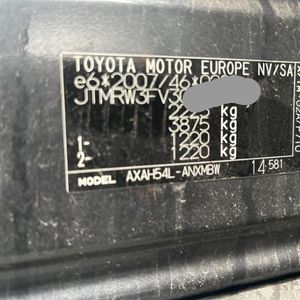 TOYOTA MOTOR EUROPE NV/SA
e6*2007/46*
JTMRW3FV3
kg
3875 kg
1- 1225 kg
2- 1220 kg
MODEL AXAH54L-ANXMBW 14 581